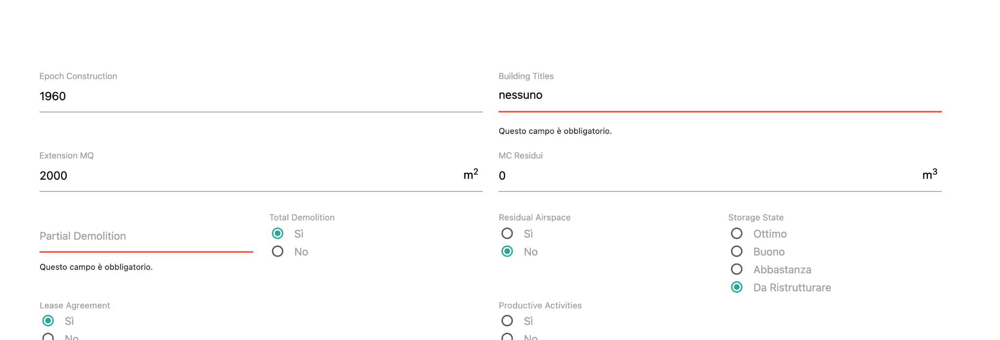 Epoch Construction
1960
Building Titles
nessuno
Questo campo è obbligatorio.
Extension MQ
2000 m²
MC Residui
0 m³
Partial Demolition
Questo campo è obbligatorio.
Total Demolition
Sì
No
Residual Airspace
Sì
No
Storage State
Ottimo
Buono
Abbastanza
Da Ristrutturare
Lease Agreement
Sì
No
Productive Activities
Sì
No